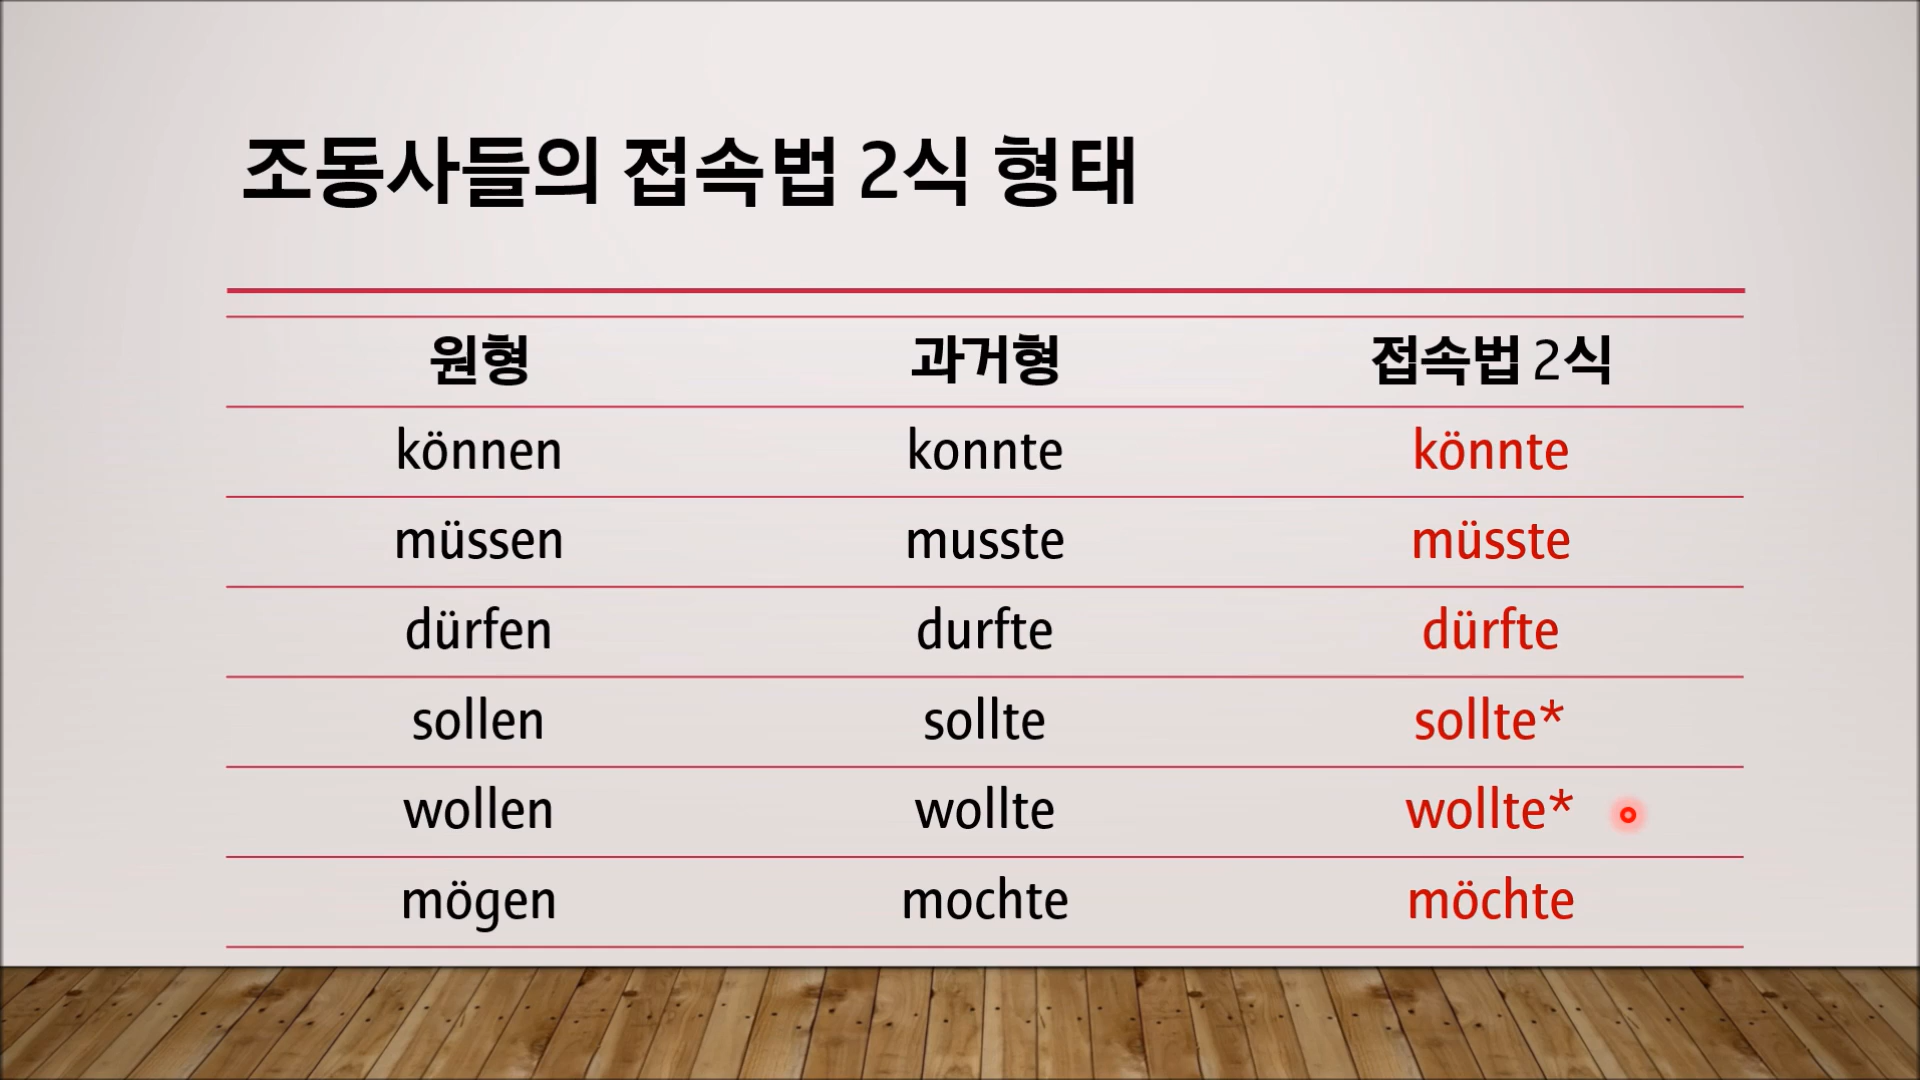 조동사들의 접속법 2식 형태
원형 과거형 접속법 2식
können konnte könnte
müssen musste müsste
dürfen durfte dürfte
sollen sollte sollte*
wollen wollte wollte*
mögen mochte möchte